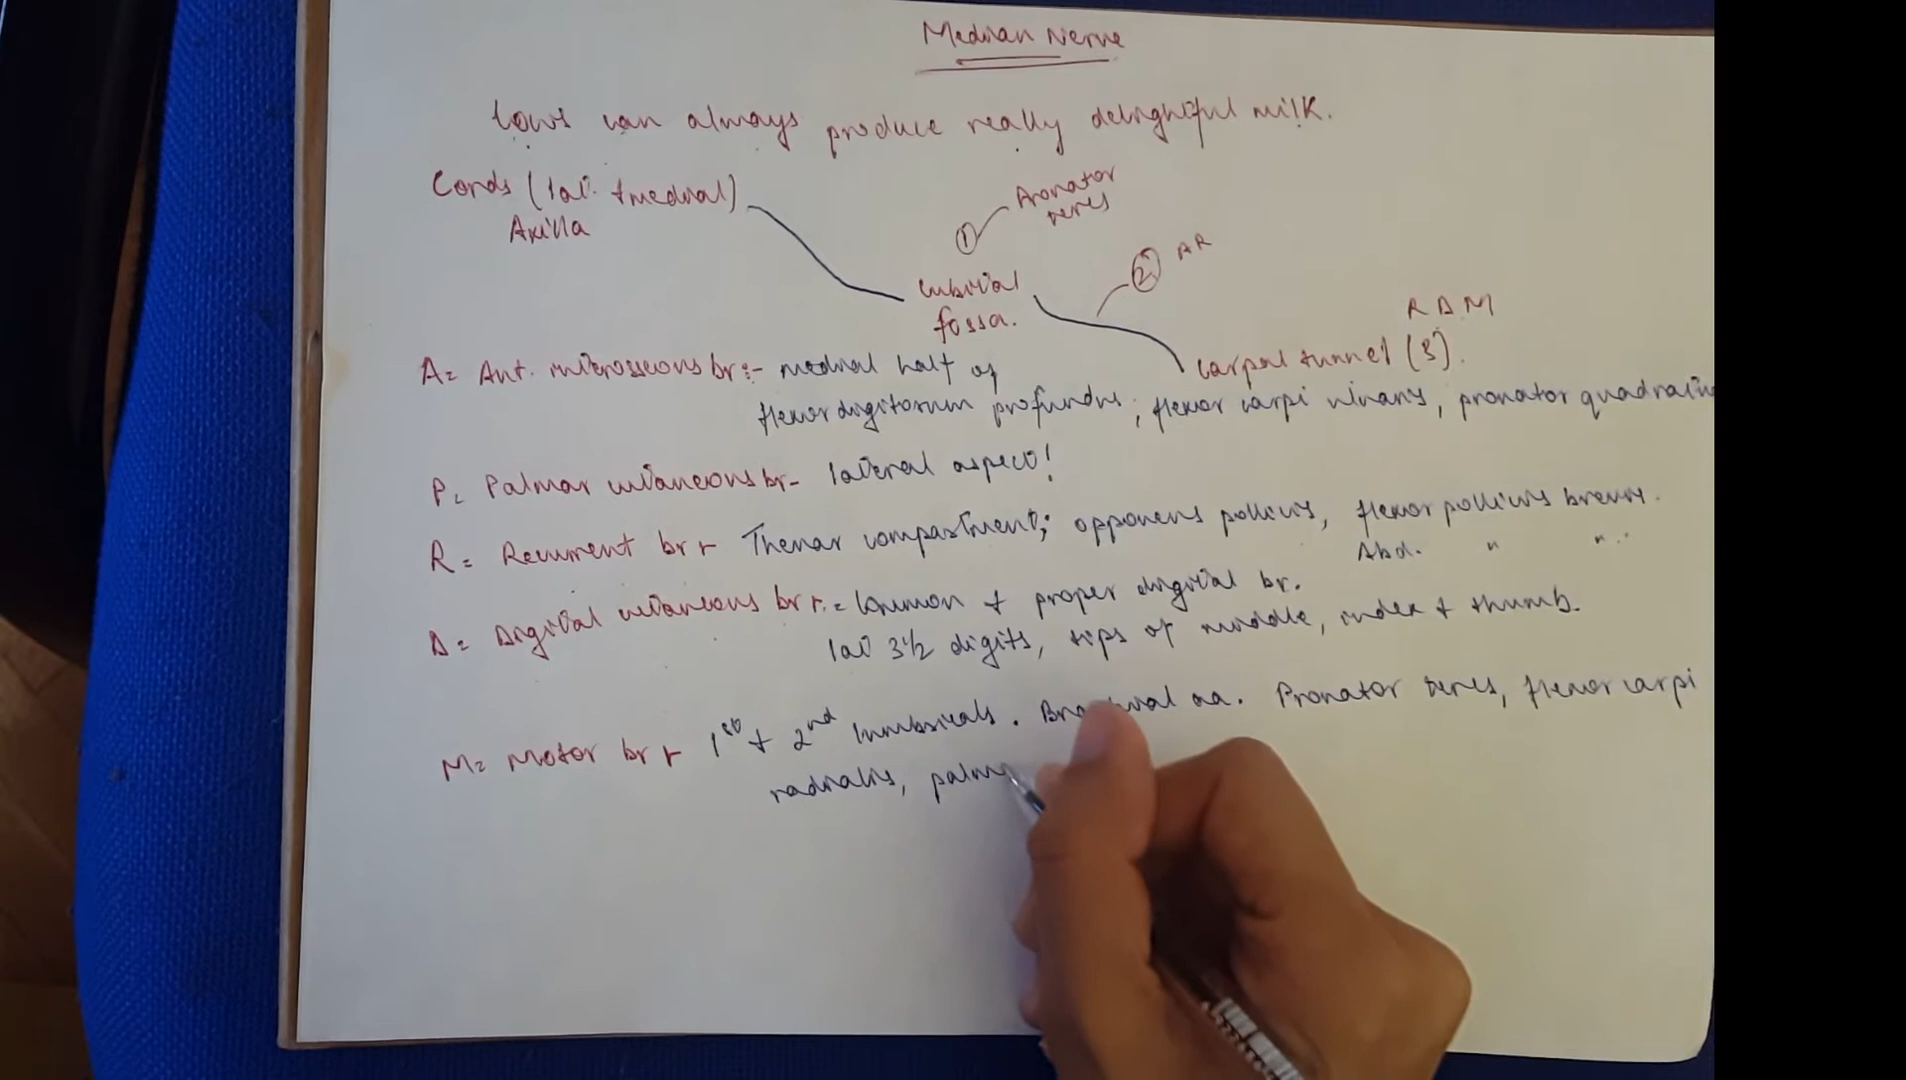 Median Nerve
Cows can always produce really delightful milk.
Cords (lat. + medial)
Axilla
Pronator
teres
①
② AR
Cubital
fossa.
RDM
Carpal tunnel (3).
A= Ant. interosseous br:- medial half of
flexor digitorum profundus, flexor carpi ulnaris, pronator quadratus
P= Palmar cutaneous br- lateral aspect!
R= Recurrent br - Thenar compartment; opponens pollicis, flexor pollicis brevis.
Abd. " "
D= Digital cutaneous br - Common + proper digital br.
lat 3½ digits, tips of middle, index + thumb.
M= Motor br - 1st + 2nd lumbricals. Brachial aa. Pronator teres, flexor carpi
radialis, palm